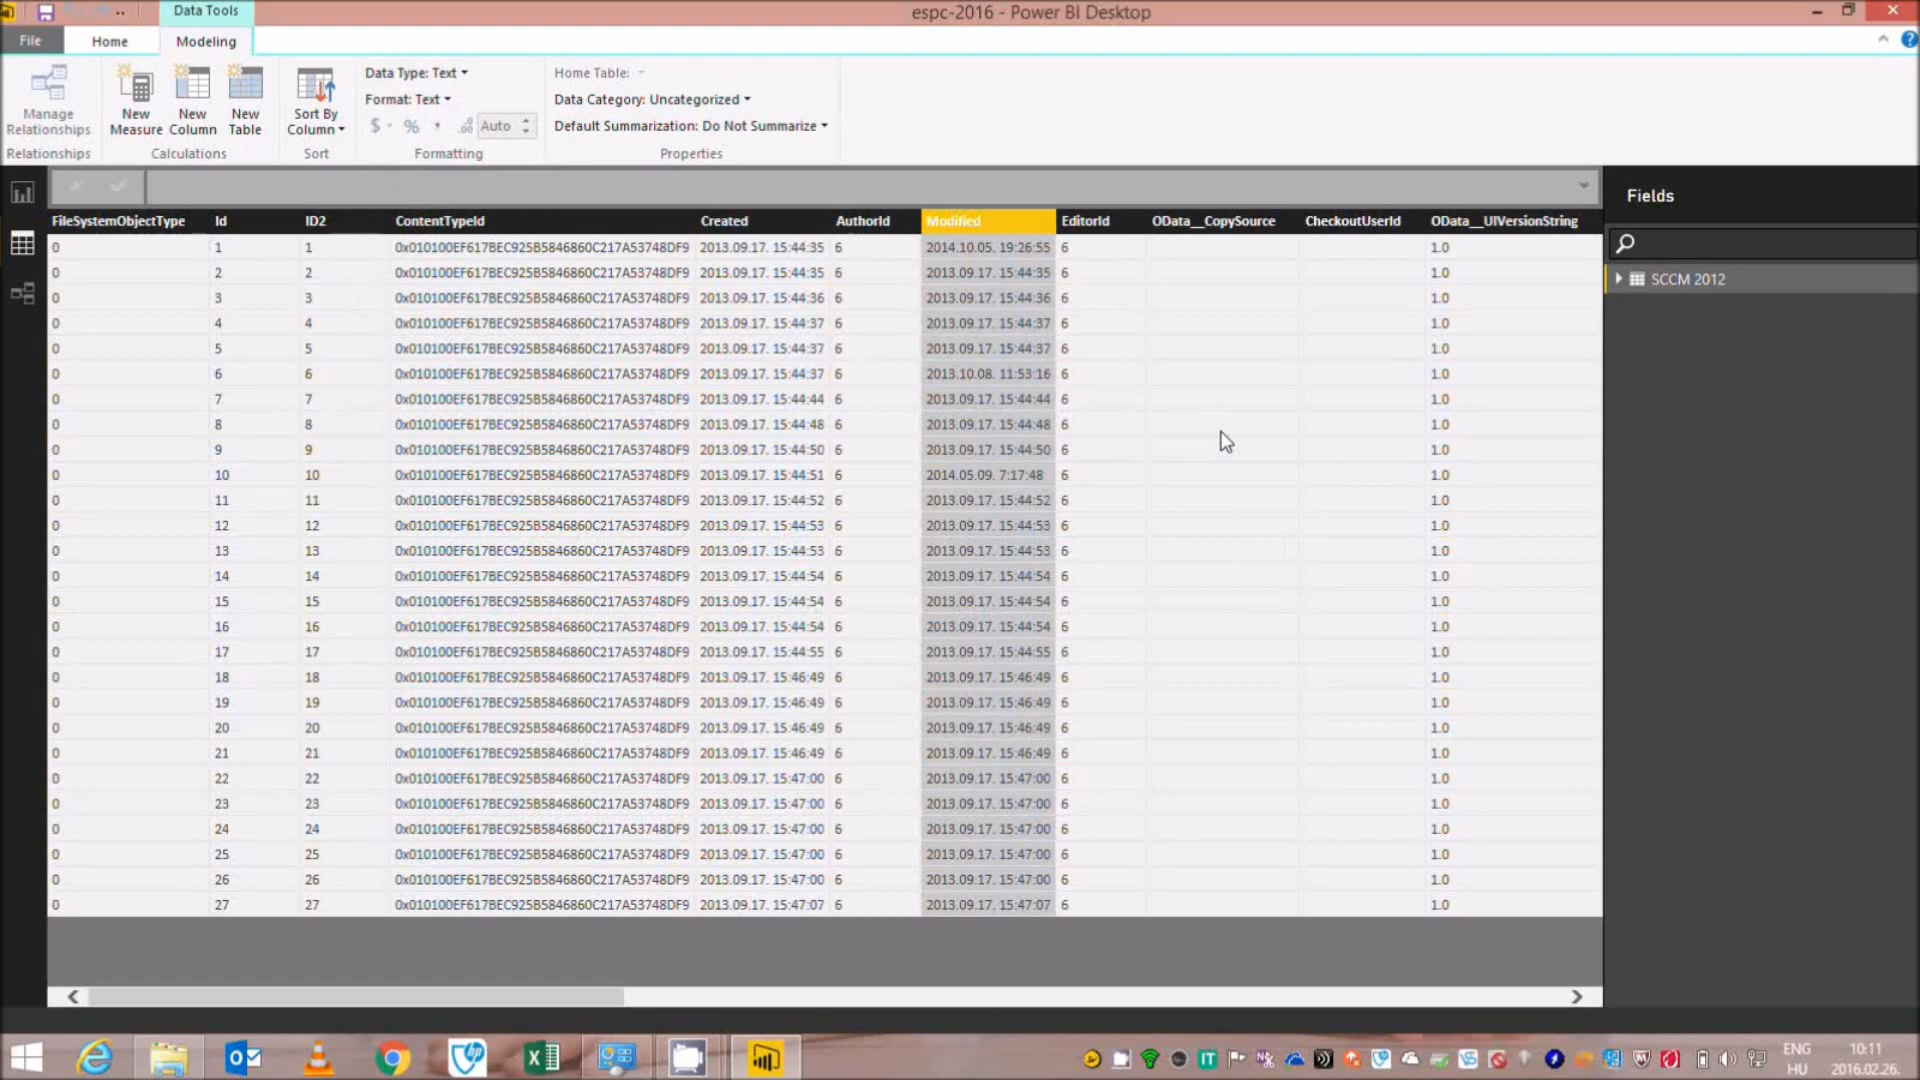 Data Tools
espc-2016 - Power BI Desktop
File Home Modeling
Manage Relationships
New Measure
New Column
New Table
Sort By Column
Data Type: Text
Format: Text
$ % , .00 Auto
Home Table:
Data Category: Uncategorized
Default Summarization: Do Not Summarize
Relationships Calculations Sort Formatting Properties
Fields
SCCM 2012
FileSystemObjectType Id ID2 ContentTypeId Created AuthorId Modified EditorId OData__CopySource CheckoutUserId OData__UIVersionString
0 1 1 0x010100EF617BEC925B5846860C217A53748DF9 2013.09.17. 15:44:35 6 2014.10.05. 19:26:55 6 1.0
0 2 2 0x010100EF617BEC925B5846860C217A53748DF9 2013.09.17. 15:44:35 6 2013.09.17. 15:44:35 6 1.0
0 3 3 0x010100EF617BEC925B5846860C217A53748DF9 2013.09.17. 15:44:36 6 2013.09.17. 15:44:36 6 1.0
0 4 4 0x010100EF617BEC925B5846860C217A53748DF9 2013.09.17. 15:44:37 6 2013.09.17. 15:44:37 6 1.0
0 5 5 0x010100EF617BEC925B5846860C217A53748DF9 2013.09.17. 15:44:37 6 2013.09.17. 15:44:37 6 1.0
0 6 6 0x010100EF617BEC925B5846860C217A53748DF9 2013.09.17. 15:44:37 6 2013.10.08. 11:53:16 6 1.0
0 7 7 0x010100EF617BEC925B5846860C217A53748DF9 2013.09.17. 15:44:44 6 2013.09.17. 15:44:44 6 1.0
0 8 8 0x010100EF617BEC925B5846860C217A53748DF9 2013.09.17. 15:44:48 6 2013.09.17. 15:44:48 6 1.0
0 9 9 0x010100EF617BEC925B5846860C217A53748DF9 2013.09.17. 15:44:50 6 2013.09.17. 15:44:50 6 1.0
0 10 10 0x010100EF617BEC925B5846860C217A53748DF9 2013.09.17. 15:44:51 6 2014.05.09. 7:17:48 6 1.0
0 11 11 0x010100EF617BEC925B5846860C217A53748DF9 2013.09.17. 15:44:52 6 2013.09.17. 15:44:52 6 1.0
0 12 12 0x010100EF617BEC925B5846860C217A53748DF9 2013.09.17. 15:44:53 6 2013.09.17. 15:44:53 6 1.0
0 13 13 0x010100EF617BEC925B5846860C217A53748DF9 2013.09.17. 15:44:53 6 2013.09.17. 15:44:53 6 1.0
0 14 14 0x010100EF617BEC925B5846860C217A53748DF9 2013.09.17. 15:44:54 6 2013.09.17. 15:44:54 6 1.0
0 15 15 0x010100EF617BEC925B5846860C217A53748DF9 2013.09.17. 15:44:54 6 2013.09.17. 15:44:54 6 1.0
0 16 16 0x010100EF617BEC925B5846860C217A53748DF9 2013.09.17. 15:44:54 6 2013.09.17. 15:44:54 6 1.0
0 17 17 0x010100EF617BEC925B5846860C217A53748DF9 2013.09.17. 15:44:55 6 2013.09.17. 15:44:55 6 1.0
0 18 18 0x010100EF617BEC925B5846860C217A53748DF9 2013.09.17. 15:46:49 6 2013.09.17. 15:46:49 6 1.0
0 19 19 0x010100EF617BEC925B5846860C217A53748DF9 2013.09.17. 15:46:49 6 2013.09.17. 15:46:49 6 1.0
0 20 20 0x010100EF617BEC925B5846860C217A53748DF9 2013.09.17. 15:46:49 6 2013.09.17. 15:46:49 6 1.0
0 21 21 0x010100EF617BEC925B5846860C217A53748DF9 2013.09.17. 15:46:49 6 2013.09.17. 15:46:49 6 1.0
0 22 22 0x010100EF617BEC925B5846860C217A53748DF9 2013.09.17. 15:47:00 6 2013.09.17. 15:47:00 6 1.0
0 23 23 0x010100EF617BEC925B5846860C217A53748DF9 2013.09.17. 15:47:00 6 2013.09.17. 15:47:00 6 1.0
0 24 24 0x010100EF617BEC925B5846860C217A53748DF9 2013.09.17. 15:47:00 6 2013.09.17. 15:47:00 6 1.0
0 25 25 0x010100EF617BEC925B5846860C217A53748DF9 2013.09.17. 15:47:00 6 2013.09.17. 15:47:00 6 1.0
0 26 26 0x010100EF617BEC925B5846860C217A53748DF9 2013.09.17. 15:47:00 6 2013.09.17. 15:47:00 6 1.0
0 27 27 0x010100EF617BEC925B5846860C217A53748DF9 2013.09.17. 15:47:07 6 2013.09.17. 15:47:07 6 1.0
ENG 10:11
HU 2016.02.26.